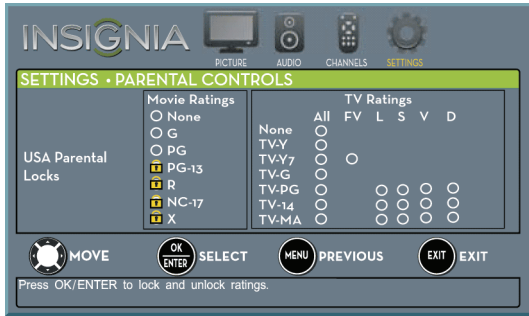 INSIGNIA
PICTURE AUDIO CHANNELS SETTINGS
SETTINGS • PARENTAL CONTROLS
USA Parental
Locks
Movie Ratings
None
G
PG
PG-13
R
NC-17
X
TV Ratings
All FV L S V D
None
TV-Y
TV-Y7
TV-G
TV-PG
TV-14
TV-MA
MOVE
OK
ENTER
SELECT
MENU PREVIOUS
EXIT EXIT
Press OK/ENTER to lock and unlock ratings.